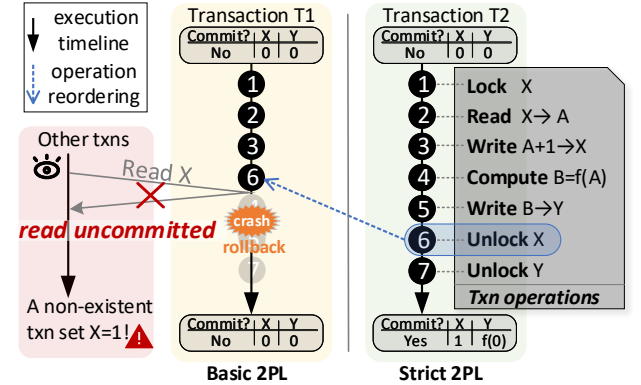 execution
timeline
operation
reordering
Transaction T1
Commit? X Y
No 0 0
1
2
3
6
crash
rollback
7
Commit? X Y
No 0 0
Basic 2PL
Other txns
Read X
read uncommitted
A non-existent
txn set X=1!
Transaction T2
Commit? X Y
No 0 0
1 Lock X
2 Read X→ A
3 Write A+1→X
4 Compute B=f(A)
5 Write B→Y
6 Unlock X
7 Unlock Y
Txn operations
Commit? X Y
Yes 1 f(0)
Strict 2PL